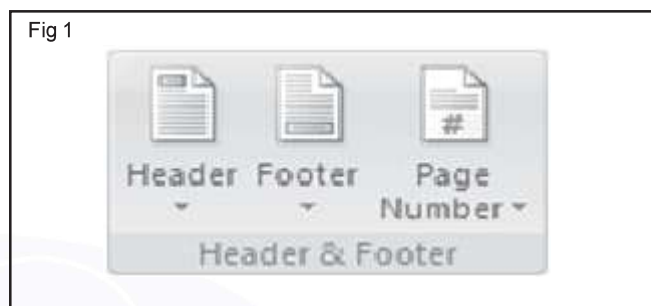 Fig 1
Header Footer Page
Number
Header & Footer